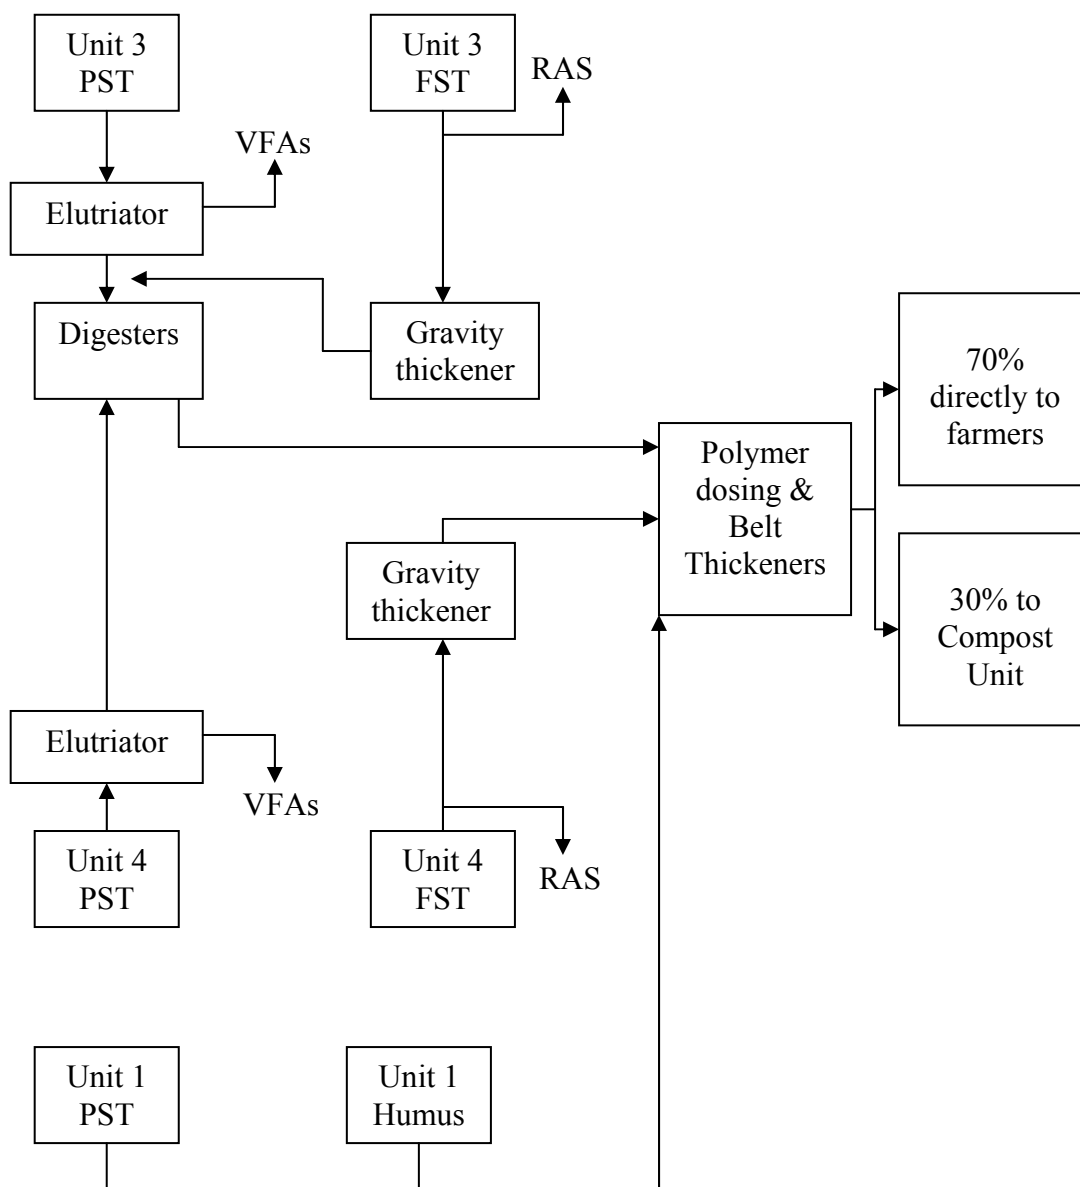 Unit 3
PST
Unit 3
FST
RAS
VFAs
Elutriator
Digesters
Gravity
thickener
70%
directly to
farmers
Polymer
dosing &
Belt
Thickeners
Gravity
thickener
30% to
Compost
Unit
Elutriator
VFAs
Unit 4
PST
Unit 4
FST
RAS
Unit 1
PST
Unit 1
Humus